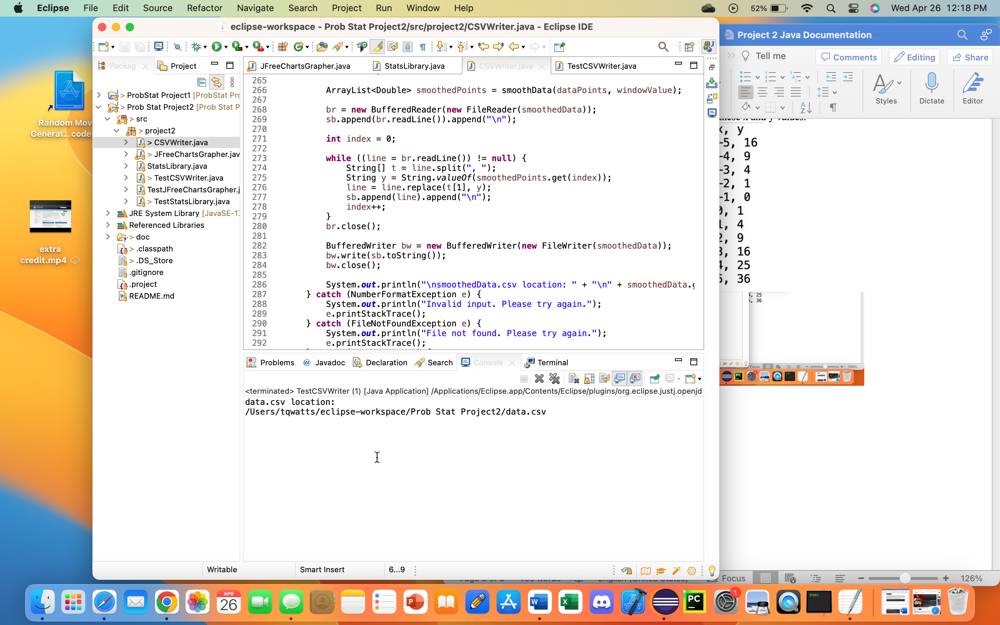 Eclipse File Edit Source Refactor Navigate Search Project Run Window Help 52% Wed Apr 26 12:18 PM
eclipse-workspace - Prob Stat Project2/src/project2/CSVWriter.java - Eclipse IDE
Packag Project
JFreeChartsGrapher.java StatsLibrary.java CSVWriter.java TestCSVWriter.java
> ProbStat Project1 [ProbStat Pro
> Prob Stat Project2 [Prob Stat P
> src
> project2
> CSVWriter.java
> JFreeChartsGrapher.jav
StatsLibrary.java
> TestCSVWriter.java
TestJFreeChartsGrapher.j
> TestStatsLibrary.java
JRE System Library [JavaSE-17
Referenced Libraries
> doc
> .classpath
> .DS_Store
.gitignore
.project
README.md
265
266 ArrayList<Double> smoothedPoints = smoothData(dataPoints, windowValue);
267
268 br = new BufferedReader(new FileReader(smoothedData));
269 sb.append(br.readLine()).append("\n");
270
271 int index = 0;
272
273 while ((line = br.readLine()) != null) {
274 String[] t = line.split(", ");
275 String y = String.valueOf(smoothedPoints.get(index));
276 line = line.replace(t[1], y);
277 sb.append(line).append("\n");
278 index++;
279 }
280 br.close();
281
282 BufferedWriter bw = new BufferedWriter(new FileWriter(smoothedData));
283 bw.write(sb.toString());
284 bw.close();
285
286 System.out.println("\nsmoothedData.csv location: " + "\n" + smoothedData.g
287 } catch (NumberFormatException e) {
288 System.out.println("Invalid input. Please try again.");
289 e.printStackTrace();
290 } catch (FileNotFoundException e) {
291 System.out.println("File not found. Please try again.");
292 e.printStackTrace();
Problems @ Javadoc Declaration Search Console Terminal
<terminated> TestCSVWriter (1) [Java Application] /Applications/Eclipse.app/Contents/Eclipse/plugins/org.eclipse.justj.openjd
data.csv location:
/Users/tqwatts/eclipse-workspace/Prob Stat Project2/data.csv
Writable Smart Insert 6...9
Random Mov
Generat...code
extra
credit.mp4
Project 2 Java Documentation
Tell me Comments Editing Share
Styles Dictate Editor
these x and y values.
x, y
-5, 16
-4, 9
-3, 4
-2, 1
-1, 0
0, 1
1, 4
2, 9
3, 16
4, 25
5, 36
4, 25
5, 36
Focus 126%
Focus 126%
APR
26
PC
exec
1